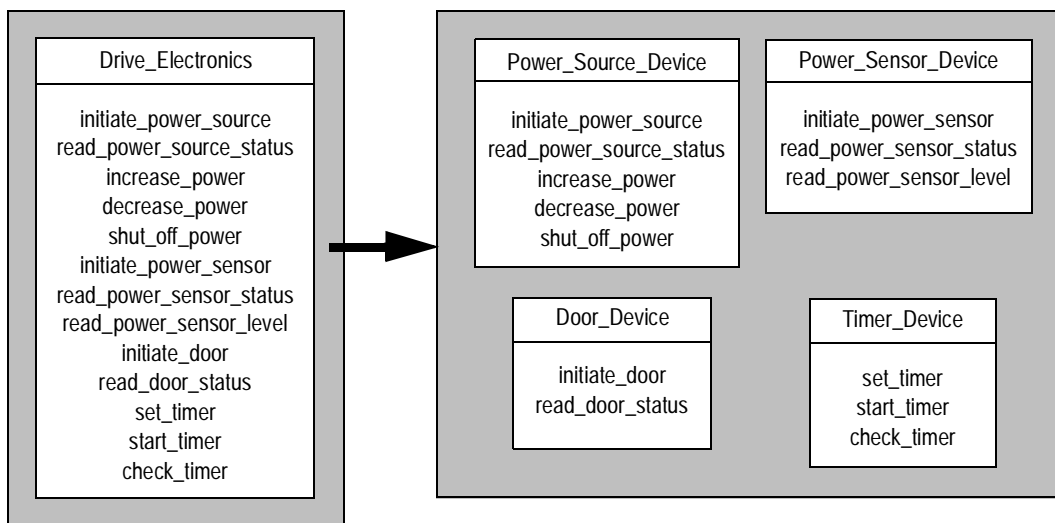 Drive_Electronics
initiate_power_source
read_power_source_status
increase_power
decrease_power
shut_off_power
initiate_power_sensor
read_power_sensor_status
read_power_sensor_level
initiate_door
read_door_status
set_timer
start_timer
check_timer
Power_Source_Device
initiate_power_source
read_power_source_status
increase_power
decrease_power
shut_off_power
Power_Sensor_Device
initiate_power_sensor
read_power_sensor_status
read_power_sensor_level
Door_Device
initiate_door
read_door_status
Timer_Device
set_timer
start_timer
check_timer